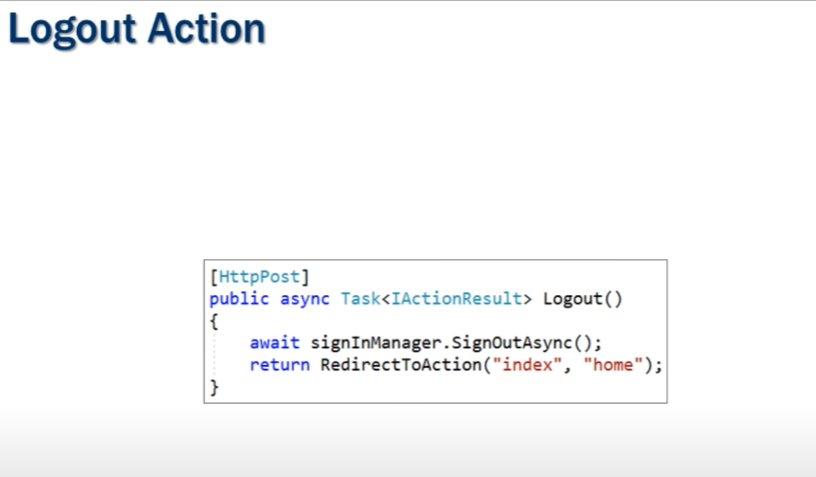 Logout Action
[HttpPost]
public async Task<IActionResult> Logout()
{
    await signInManager.SignOutAsync();
    return RedirectToAction("index", "home");
}